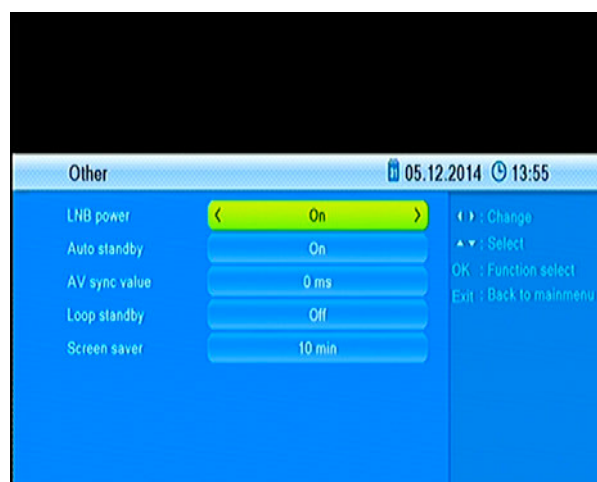 Other 05.12.2014 13:55
LNB power < On >
Auto standby On
AV sync value 0 ms
Loop standby Off
Screen saver 10 min
: Change
: Select
OK : Function select
Exit : Back to mainmenu